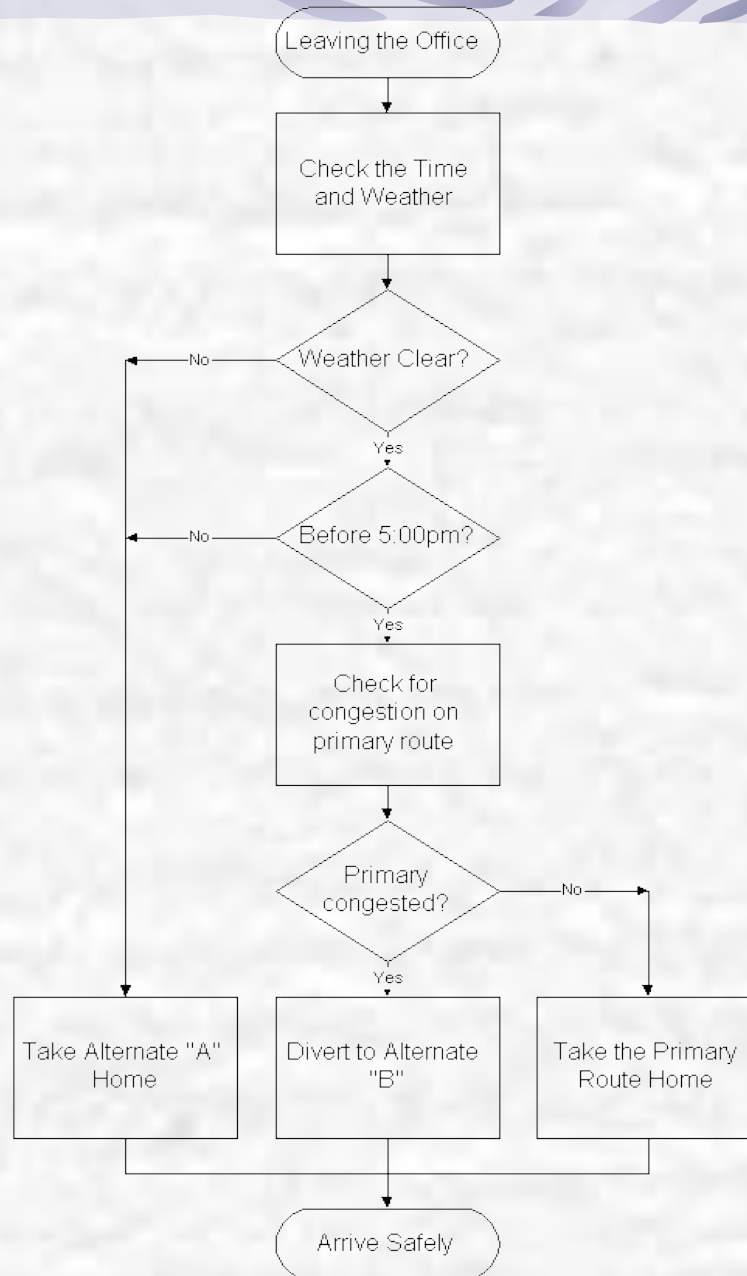 Leaving the Office
Check the Time
and Weather
Weather Clear?
No
Yes
Before 5:00pm?
No
Yes
Check for
congestion on
primary route
Primary
congested?
No
Yes
Take Alternate "A"
Home
Divert to Alternate
"B"
Take the Primary
Route Home
Arrive Safely